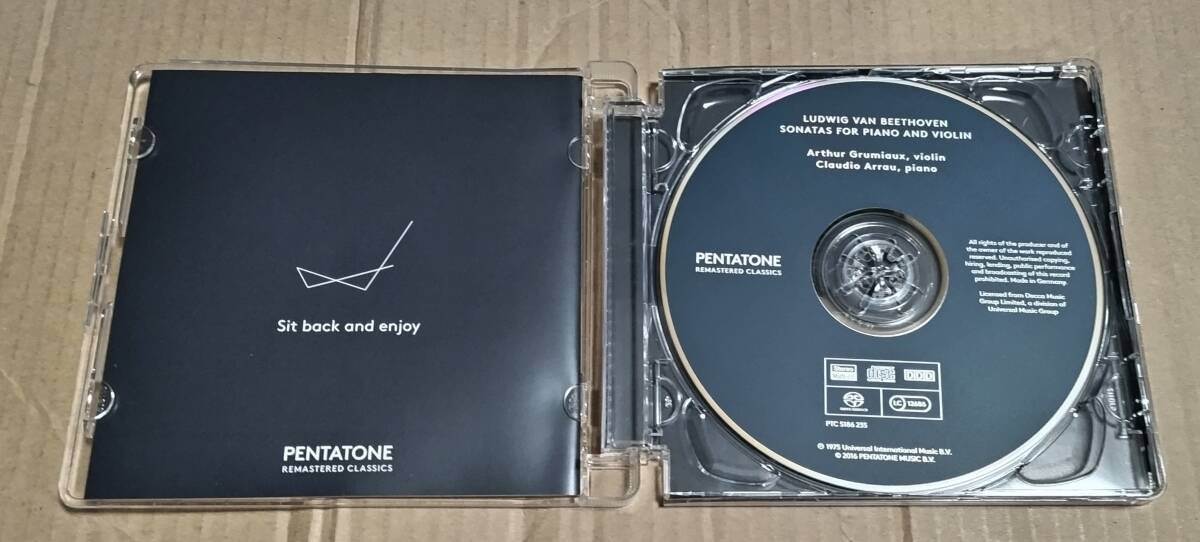 Sit back and enjoy
PENTATONE
REMASTERED CLASSICS
LUDWIG VAN BEETHOVEN
SONATAS FOR PIANO AND VIOLIN
Arthur Grumiaux, violin
Claudio Arrau, piano
PENTATONE
REMASTERED CLASSICS
All rights of the producer and of
the owner of the work reproduced
reserved. Unauthorised copying,
hiring, lending, public performance
and broadcasting of this record
prohibited. Made in Germany.
Licensed from Decca Music
Group Limited, a division of
Universal Music Group
Stereo
DDD
LC 12686
PTC 5186 235
℗ 1975 Universal International Music B.V.
© 2016 PENTATONE MUSIC B.V.